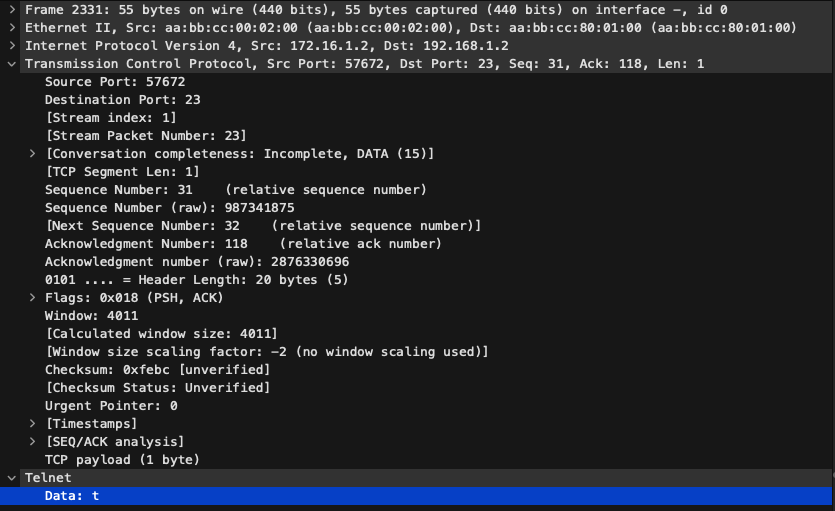 Frame 2331: 55 bytes on wire (440 bits), 55 bytes captured (440 bits) on interface -, id 0
Ethernet II, Src: aa:bb:cc:00:02:00 (aa:bb:cc:00:02:00), Dst: aa:bb:cc:80:01:00 (aa:bb:cc:80:01:00)
Internet Protocol Version 4, Src: 172.16.1.2, Dst: 192.168.1.2
Transmission Control Protocol, Src Port: 57672, Dst Port: 23, Seq: 31, Ack: 118, Len: 1
Source Port: 57672
Destination Port: 23
[Stream index: 1]
[Stream Packet Number: 23]
[Conversation completeness: Incomplete, DATA (15)]
[TCP Segment Len: 1]
Sequence Number: 31    (relative sequence number)
Sequence Number (raw): 987341875
[Next Sequence Number: 32    (relative sequence number)]
Acknowledgment Number: 118    (relative ack number)
Acknowledgment number (raw): 2876330696
0101 .... = Header Length: 20 bytes (5)
Flags: 0x018 (PSH, ACK)
Window: 4011
[Calculated window size: 4011]
[Window size scaling factor: -2 (no window scaling used)]
Checksum: 0xfebc [unverified]
[Checksum Status: Unverified]
Urgent Pointer: 0
[Timestamps]
[SEQ/ACK analysis]
TCP payload (1 byte)
Telnet
Data: t